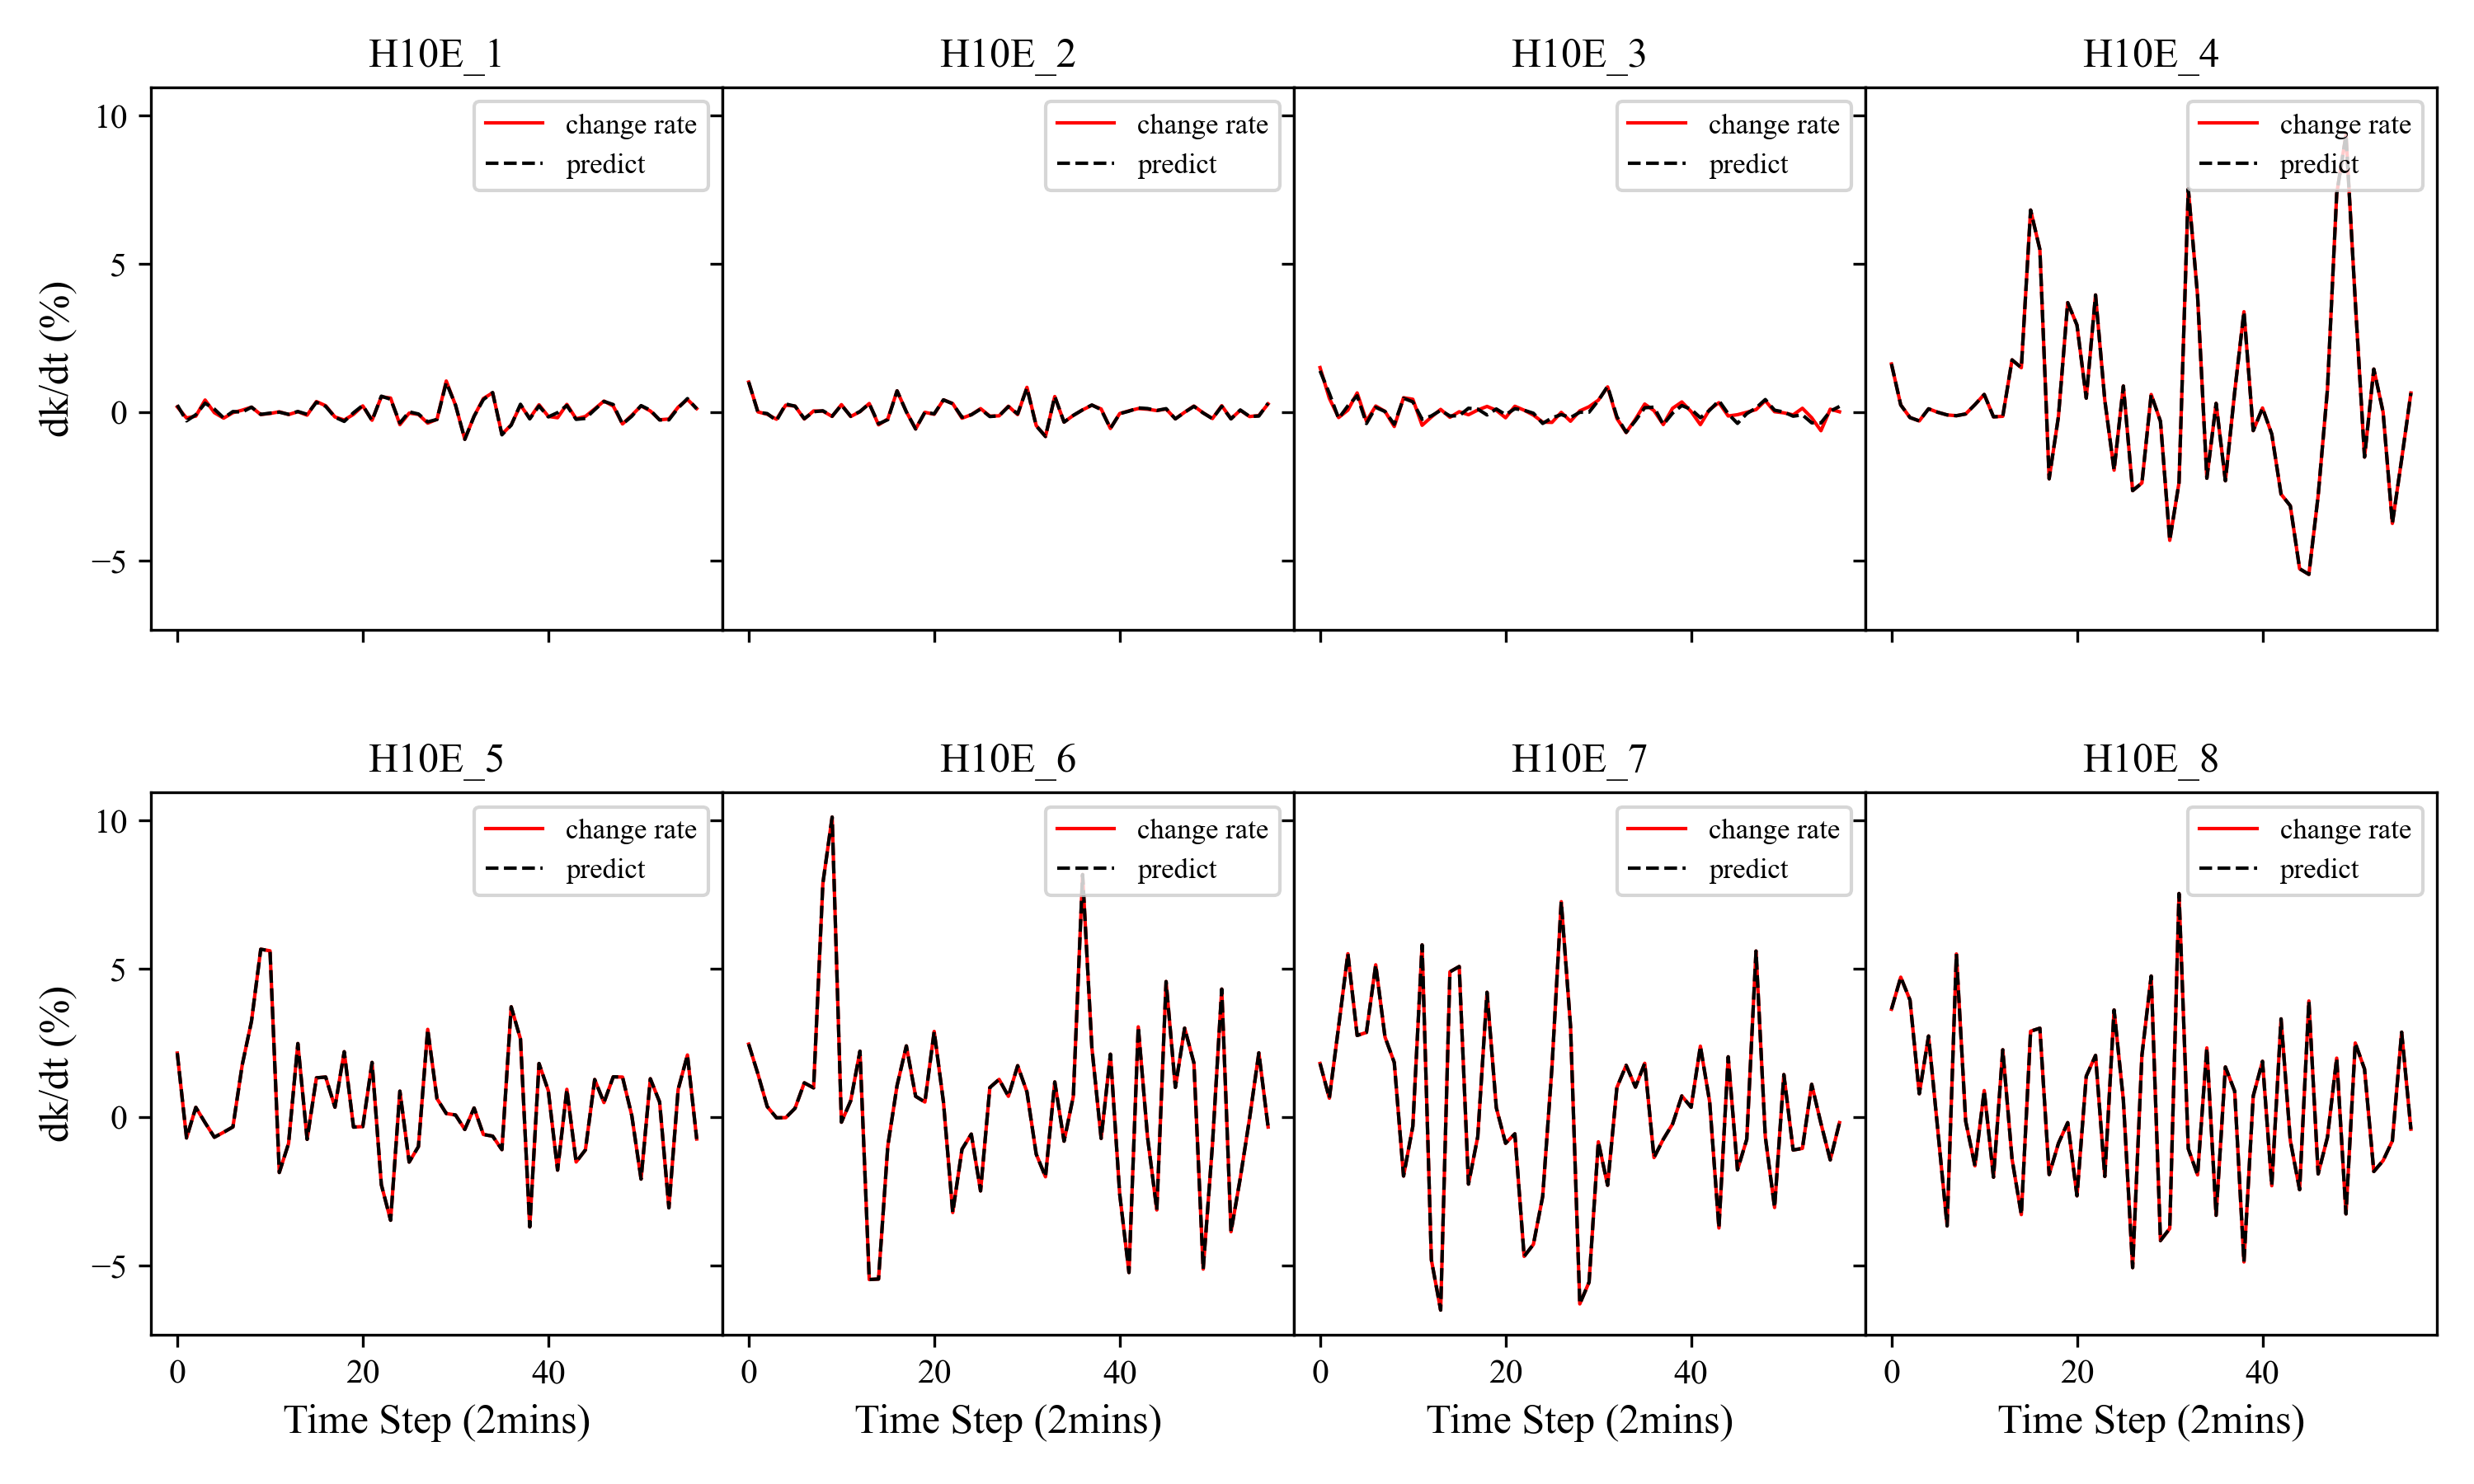 H10E_1 H10E_2 H10E_3 H10E_4
change rate change rate change rate change rate
predict predict predict predict
10
5
0
−5
dk/dt (%)
H10E_5 H10E_6 H10E_7 H10E_8
change rate change rate change rate change rate
predict predict predict predict
10
5
0
−5
dk/dt (%)
0 20 40 0 20 40 0 20 40 0 20 40
Time Step (2mins) Time Step (2mins) Time Step (2mins) Time Step (2mins)